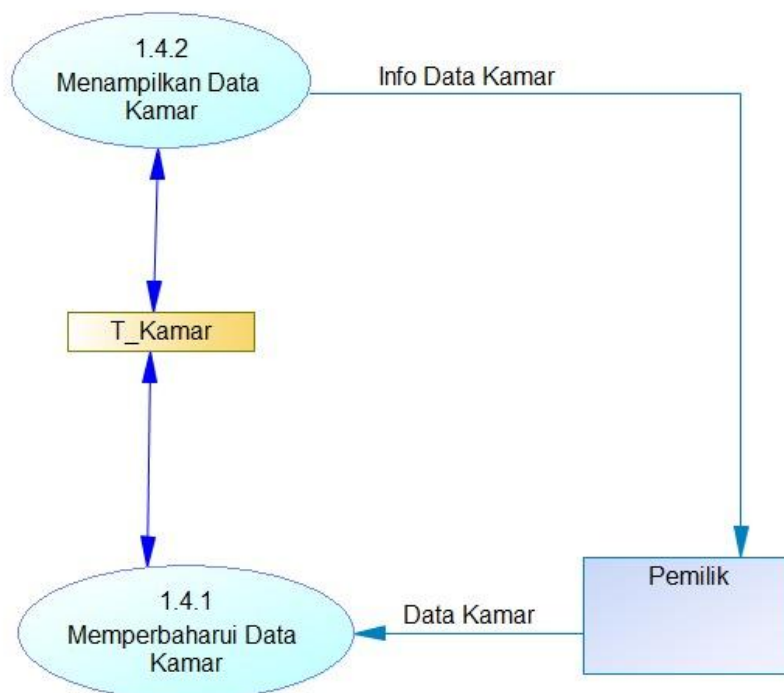 1.4.2
Menampilkan Data
Kamar
Info Data Kamar
T_Kamar
Pemilik
1.4.1
Memperbaharui Data
Kamar
Data Kamar